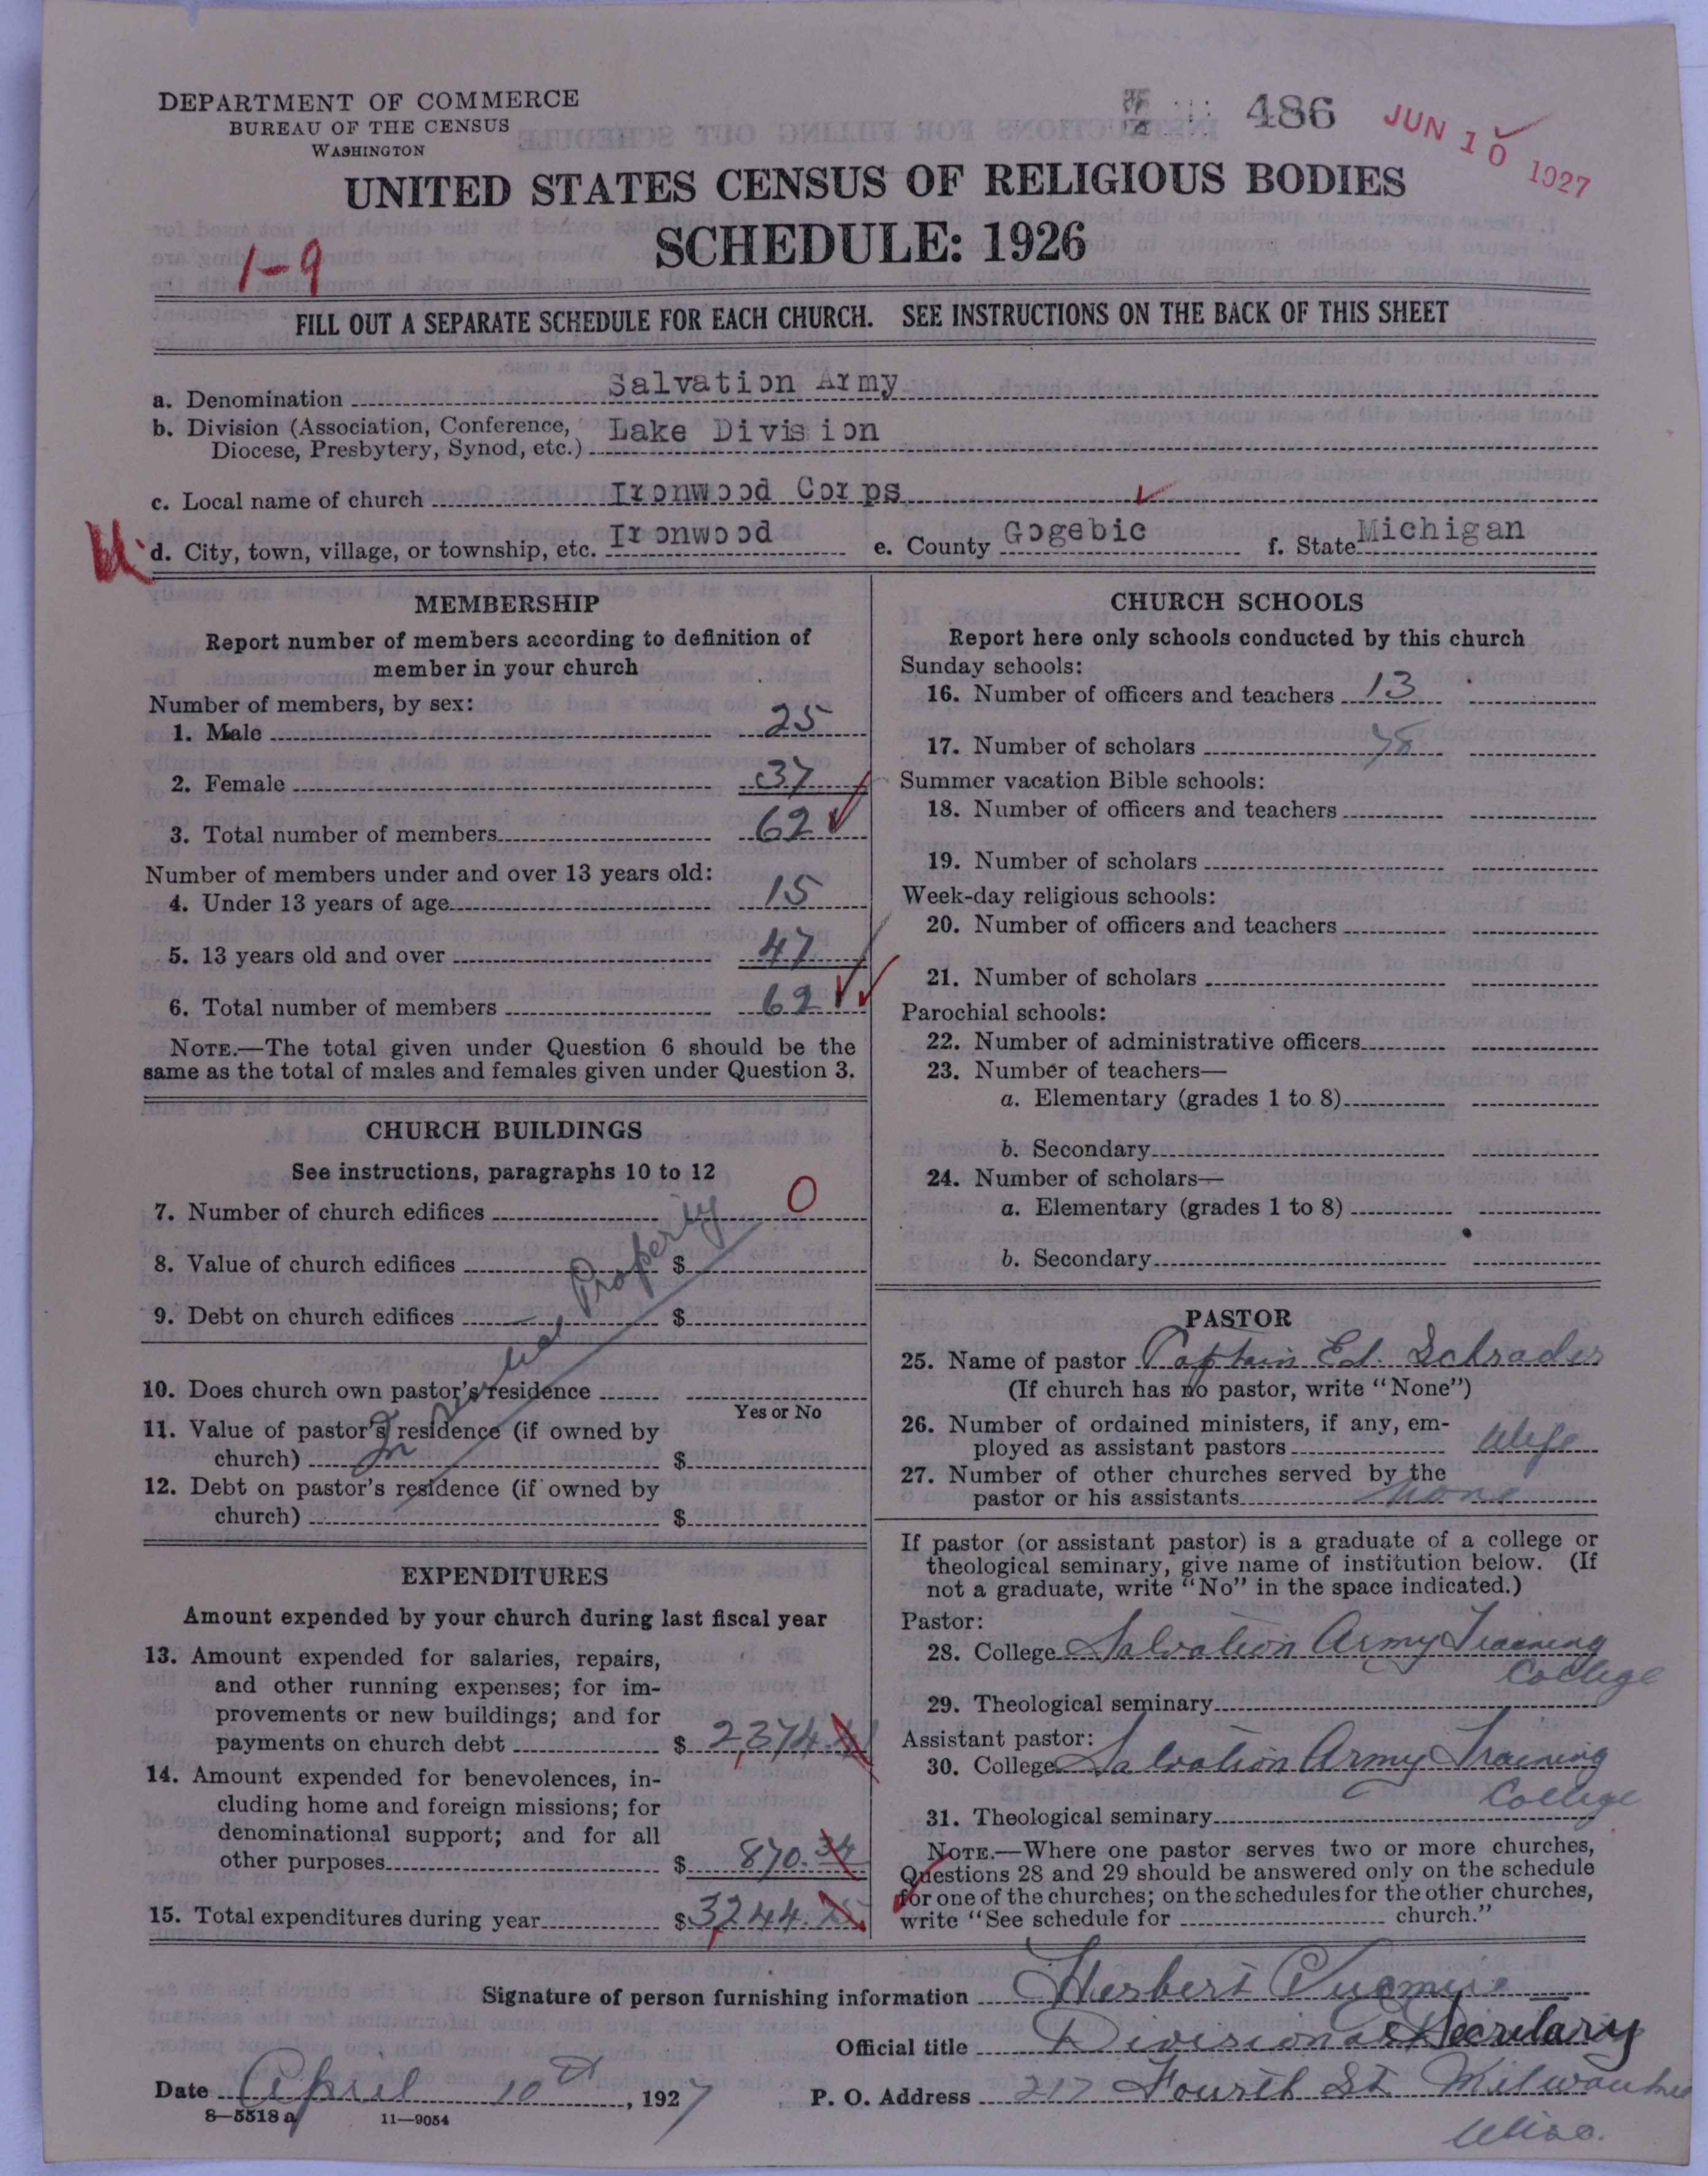 DEPARTMENT OF COMMERCE
BUREAU OF THE CENSUS
WASHINGTON
486
JUN 10 1927
UNITED STATES CENSUS OF RELIGIOUS BODIES
SCHEDULE: 1926
1-9
FILL OUT A SEPARATE SCHEDULE FOR EACH CHURCH. SEE INSTRUCTIONS ON THE BACK OF THIS SHEET
a. Denomination Salvation Army
b. Division (Association, Conference, Diocese, Presbytery, Synod, etc.) Lake Division
c. Local name of church Ironwood Corps
d. City, town, village, or township, etc. Ironwood e. County Gogebic f. State Michigan
MEMBERSHIP
Report number of members according to definition of
member in your church
Number of members, by sex:
1. Male 25
2. Female 37
3. Total number of members 62
Number of members under and over 13 years old:
4. Under 13 years of age 15
5. 13 years old and over 47
6. Total number of members 62
NOTE.—The total given under Question 6 should be the
same as the total of males and females given under Question 3.
CHURCH BUILDINGS
See instructions, paragraphs 10 to 12
7. Number of church edifices 0
8. Value of church edifices $
9. Debt on church edifices $
Property
10. Does church own pastor's residence
Yes or No
11. Value of pastor's residence (if owned by
church) $
12. Debt on pastor's residence (if owned by
church) $
EXPENDITURES
Amount expended by your church during last fiscal year
13. Amount expended for salaries, repairs,
and other running expenses; for im-
provements or new buildings; and for
payments on church debt $ 2,374.41
14. Amount expended for benevolences, in-
cluding home and foreign missions; for
denominational support; and for all
other purposes $ 870.34
15. Total expenditures during year $ 3,244.75
CHURCH SCHOOLS
Report here only schools conducted by this church
Sunday schools:
16. Number of officers and teachers 13
17. Number of scholars 78
Summer vacation Bible schools:
18. Number of officers and teachers
19. Number of scholars
Week-day religious schools:
20. Number of officers and teachers
21. Number of scholars
Parochial schools:
22. Number of administrative officers
23. Number of teachers—
a. Elementary (grades 1 to 8)
b. Secondary
24. Number of scholars—
a. Elementary (grades 1 to 8)
b. Secondary
PASTOR
25. Name of pastor Captain Ed. Schrader
(If church has no pastor, write "None")
26. Number of ordained ministers, if any, em-
ployed as assistant pastors Wife
27. Number of other churches served by the
pastor or his assistants none
If pastor (or assistant pastor) is a graduate of a college or
theological seminary, give name of institution below. (If
not a graduate, write "No" in the space indicated.)
Pastor:
28. College Salvation Army Training
College
29. Theological seminary
Assistant pastor:
30. College Salvation Army Training
College
31. Theological seminary
NOTE.—Where one pastor serves two or more churches,
Questions 28 and 29 should be answered only on the schedule
for one of the churches; on the schedules for the other churches,
write "See schedule for church."
Signature of person furnishing information Herbert
Official title Divisional Secretary
Date April 10th, 1927 P. O. Address 217 Fourth St. Milwaukee
Wisc.
8—5518 a 11—9054